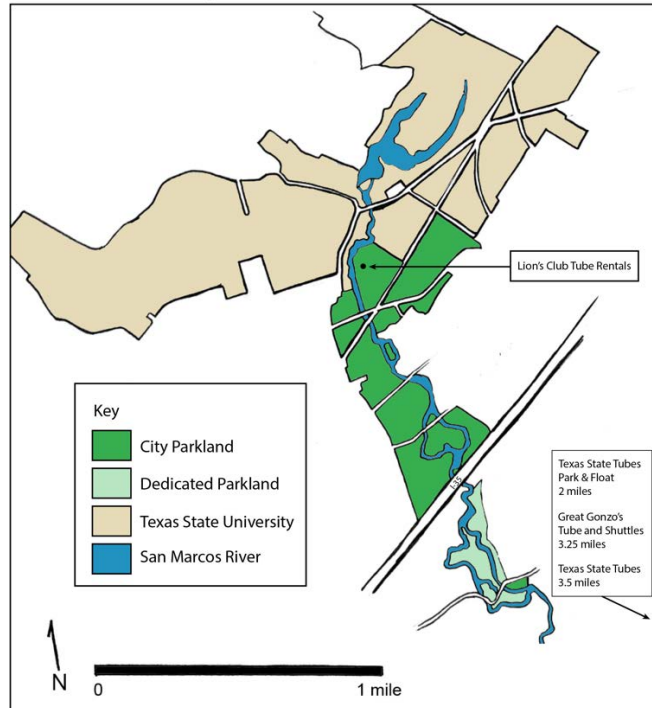 Lion's Club Tube Rentals
Key
City Parkland
Dedicated Parkland
Texas State University
San Marcos River
I-35
Texas State Tubes
Park & Float
2 miles
Great Gonzo's
Tube and Shuttles
3.25 miles
Texas State Tubes
3.5 miles
N
0
1 mile